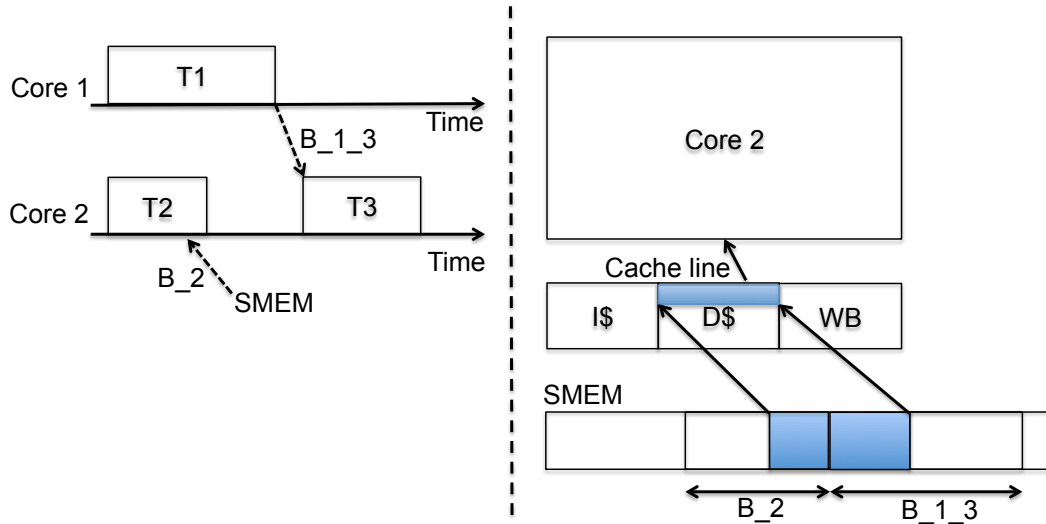 T1
Core 1
Time
B_1_3
T2
T3
Core 2
Time
B_2
SMEM
Core 2
Cache line
I$
D$
WB
SMEM
B_2
B_1_3